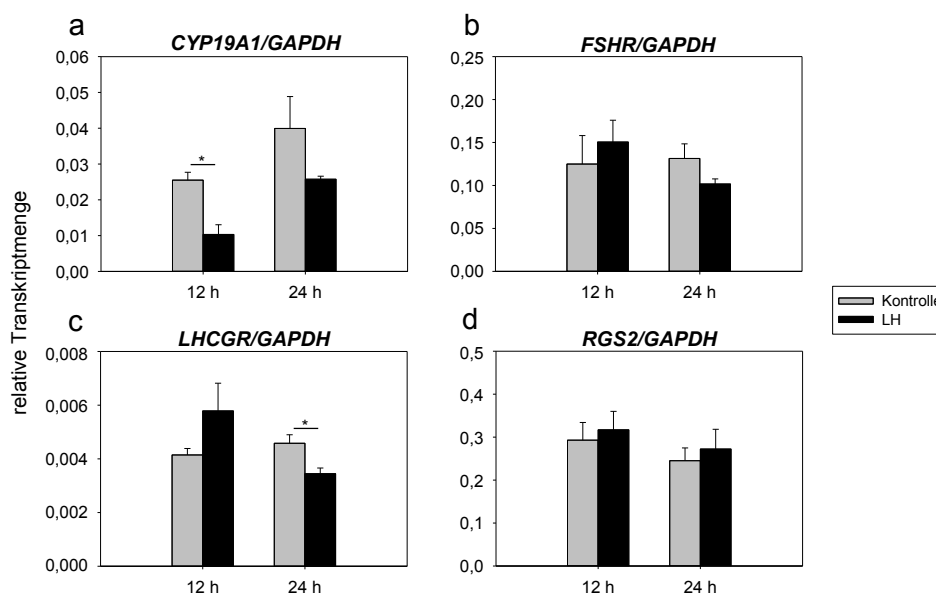 a
CYP19A1/GAPDH
0,06
0,05
0,04
0,03
0,02
0,01
0,00
*
12 h
24 h
b
FSHR/GAPDH
0,25
0,20
0,15
0,10
0,05
0,00
12 h
24 h
relative Transkriptmenge
Kontrolle
LH
c
LHCGR/GAPDH
0,008
0,006
0,004
0,002
0,000
*
12 h
24 h
d
RGS2/GAPDH
0,5
0,4
0,3
0,2
0,1
0,0
12 h
24 h